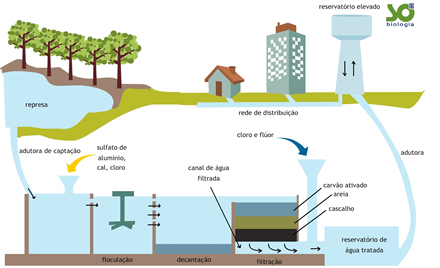 reservatório elevado
só
biologia
represa
rede de distribuição
adutora de captação
sulfato de
alumínio,
cal, cloro
cloro e flúor
canal de água
filtrada
adutora
carvão ativado
areia
cascalho
reservatório de
água tratada
floculação
decantação
filtração